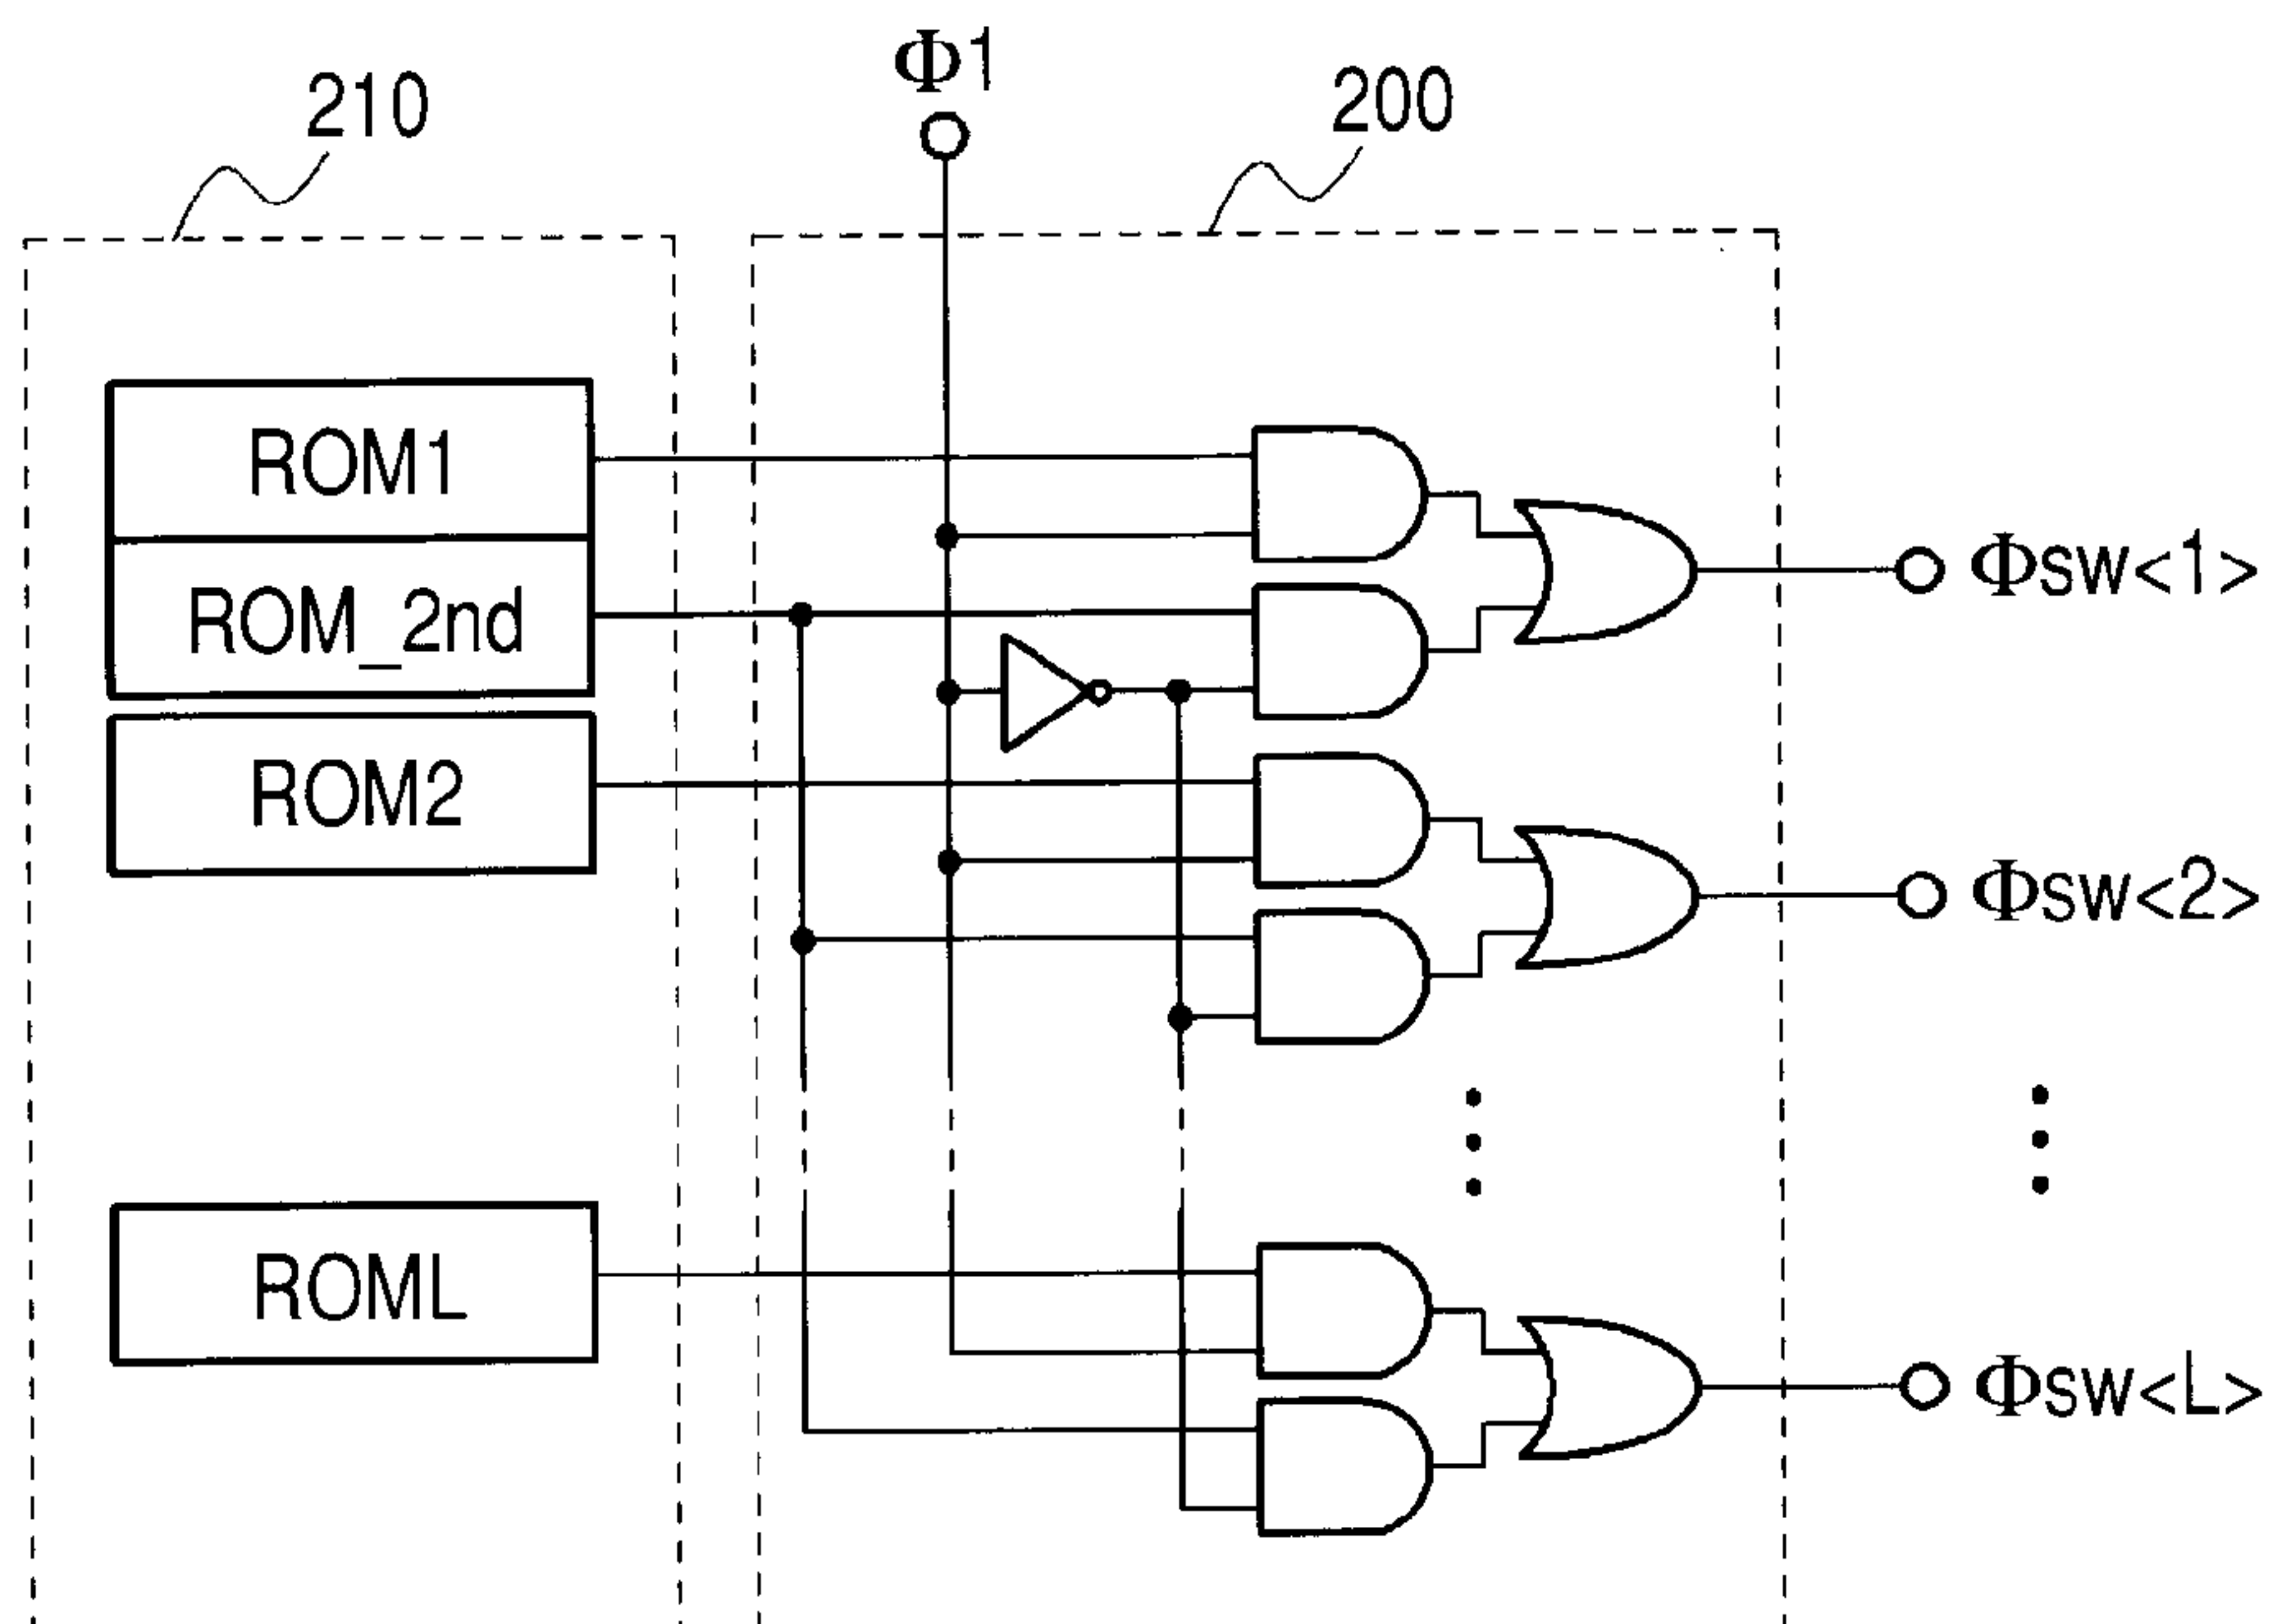 Φ1
210
200
ROM1
ROM_2nd
ROM2
ROML
Φsw<1>
Φsw<2>
Φsw<L>